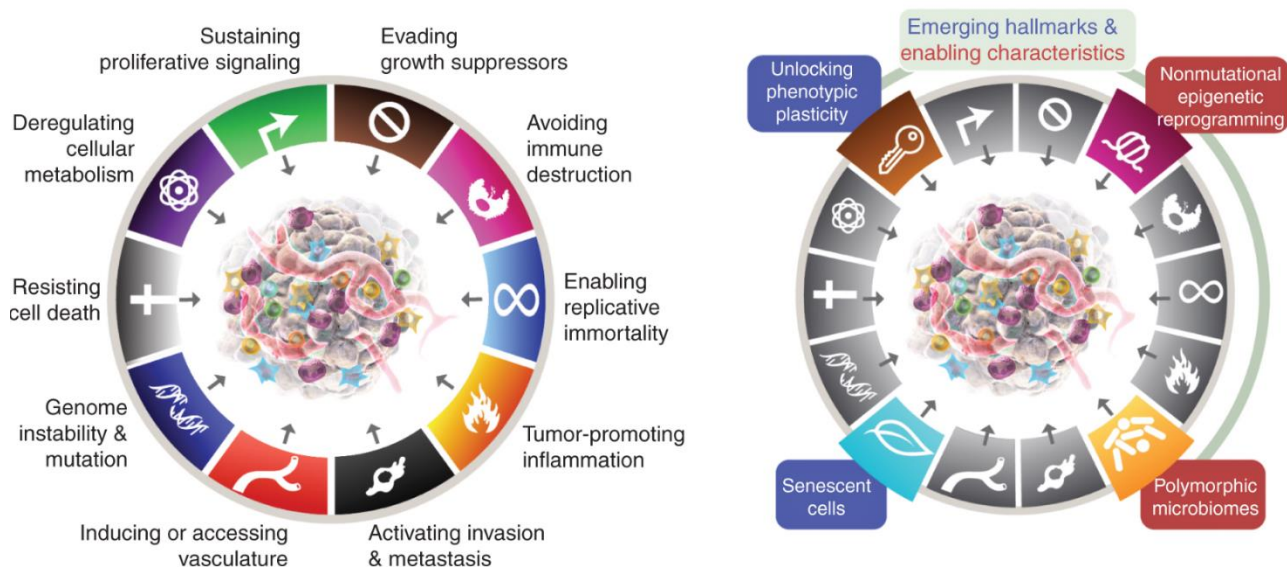 Sustaining
proliferative signaling
Evading
growth suppressors
Deregulating
cellular
metabolism
Avoiding
immune
destruction
Resisting
cell death
Enabling
replicative
immortality
Genome
instability &
mutation
Tumor-promoting
inflammation
Inducing or accessing
vasculature
Activating invasion
& metastasis
Emerging hallmarks &
enabling characteristics
Unlocking
phenotypic
plasticity
Nonmutational
epigenetic
reprogramming
Senescent
cells
Polymorphic
microbiomes